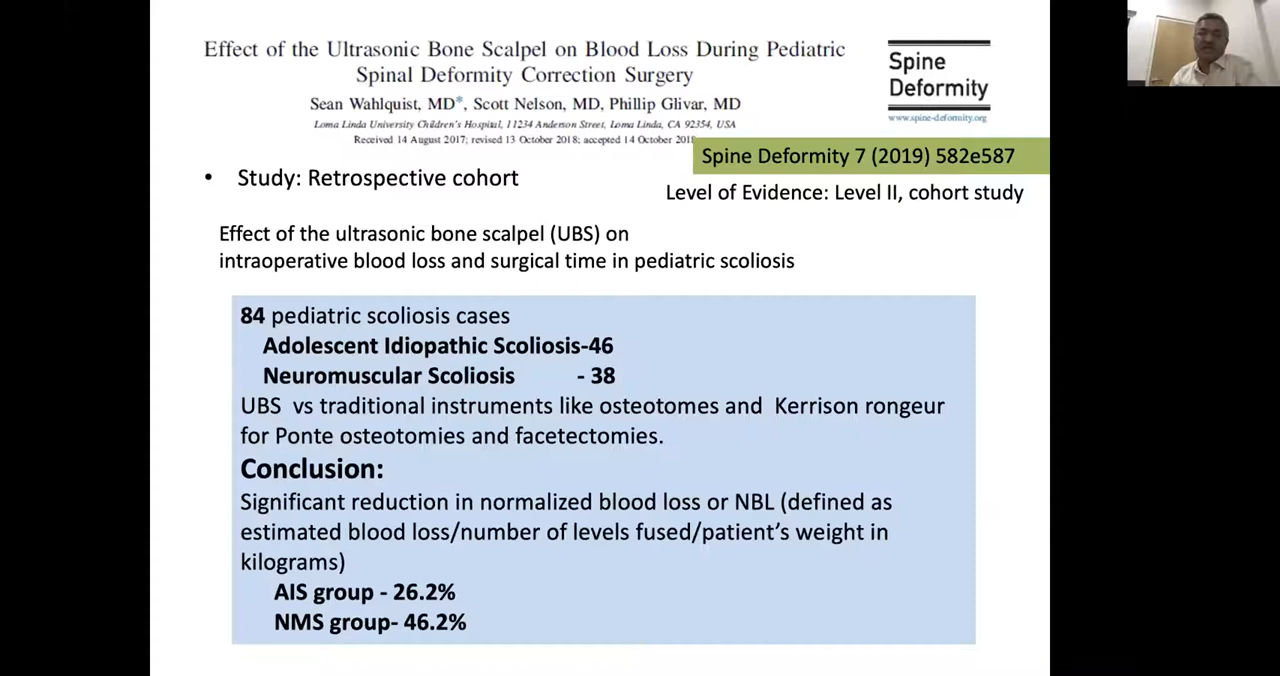 Effect of the Ultrasonic Bone Scalpel on Blood Loss During Pediatric
Spinal Deformity Correction Surgery
Sean Wahlquist, MD*, Scott Nelson, MD, Phillip Glivar, MD
Loma Linda University Children's Hospital, 11234 Anderson Street, Loma Linda, CA 92354, USA
Received 14 August 2017; revised 13 October 2018; accepted 14 October 2018
Spine
Deformity
www.spine-deformity.org
Spine Deformity 7 (2019) 582e587
• Study: Retrospective cohort
Level of Evidence: Level II, cohort study
Effect of the ultrasonic bone scalpel (UBS) on
intraoperative blood loss and surgical time in pediatric scoliosis
84 pediatric scoliosis cases
Adolescent Idiopathic Scoliosis-46
Neuromuscular Scoliosis - 38
UBS vs traditional instruments like osteotomes and Kerrison rongeur
for Ponte osteotomies and facetectomies.
Conclusion:
Significant reduction in normalized blood loss or NBL (defined as
estimated blood loss/number of levels fused/patient's weight in
kilograms)
AIS group - 26.2%
NMS group- 46.2%